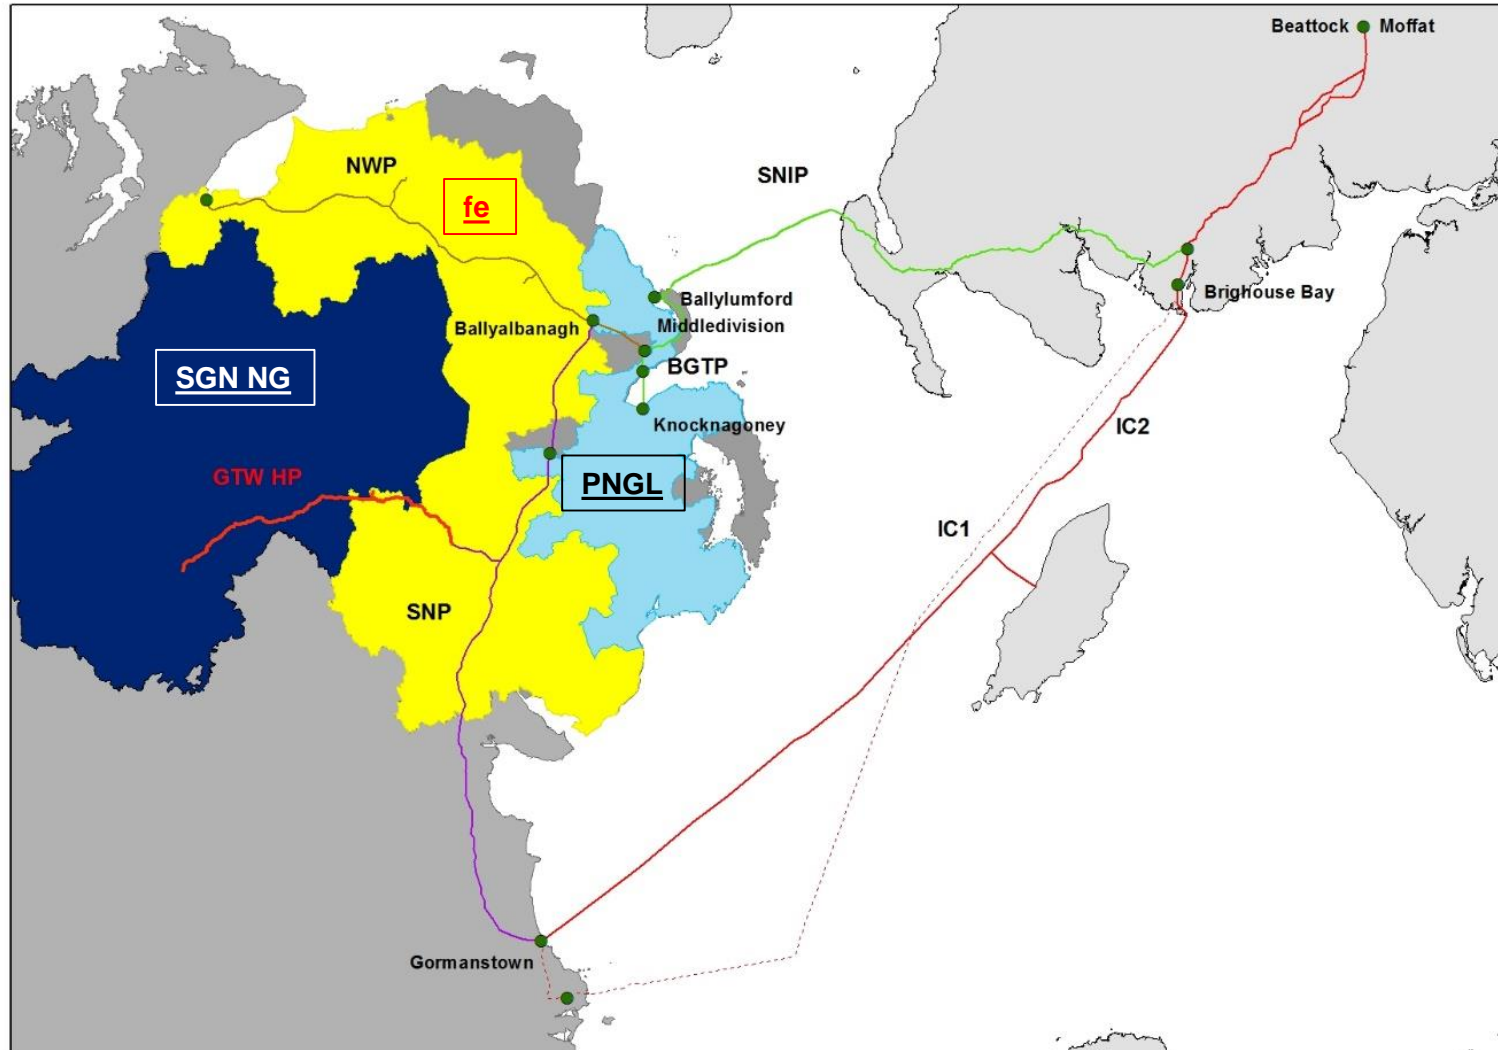 Beattock Moffat
NWP
SNIP
fe
Ballylumford
Brighouse Bay
Ballyalbanagh
Middledivision
BGTP
SGN NG
Knocknagoney
IC2
GTW HP
PNGL
IC1
SNP
Gormanstown